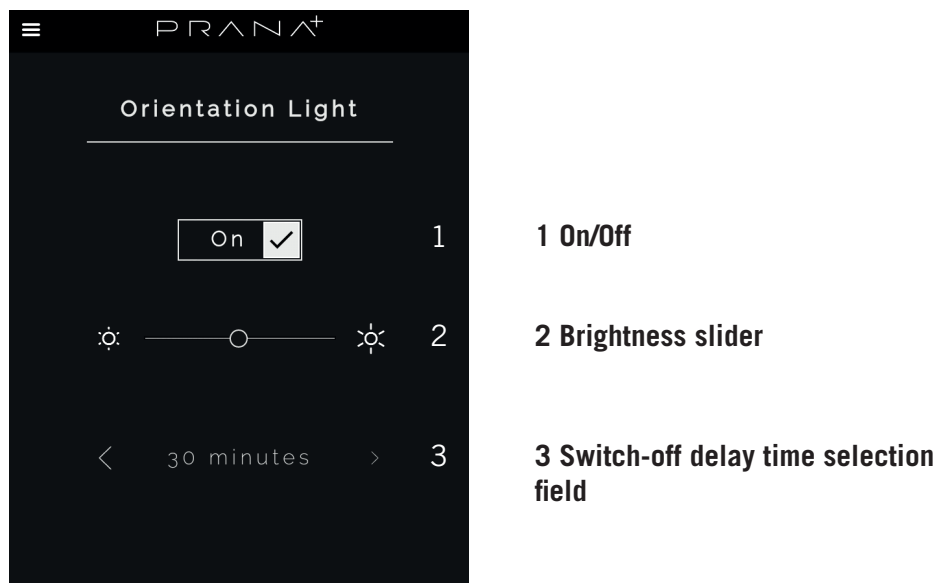 PRANA+
Orientation Light
On
1
1 On/Off
2
2 Brightness slider
30 minutes
3
3 Switch-off delay time selection
field